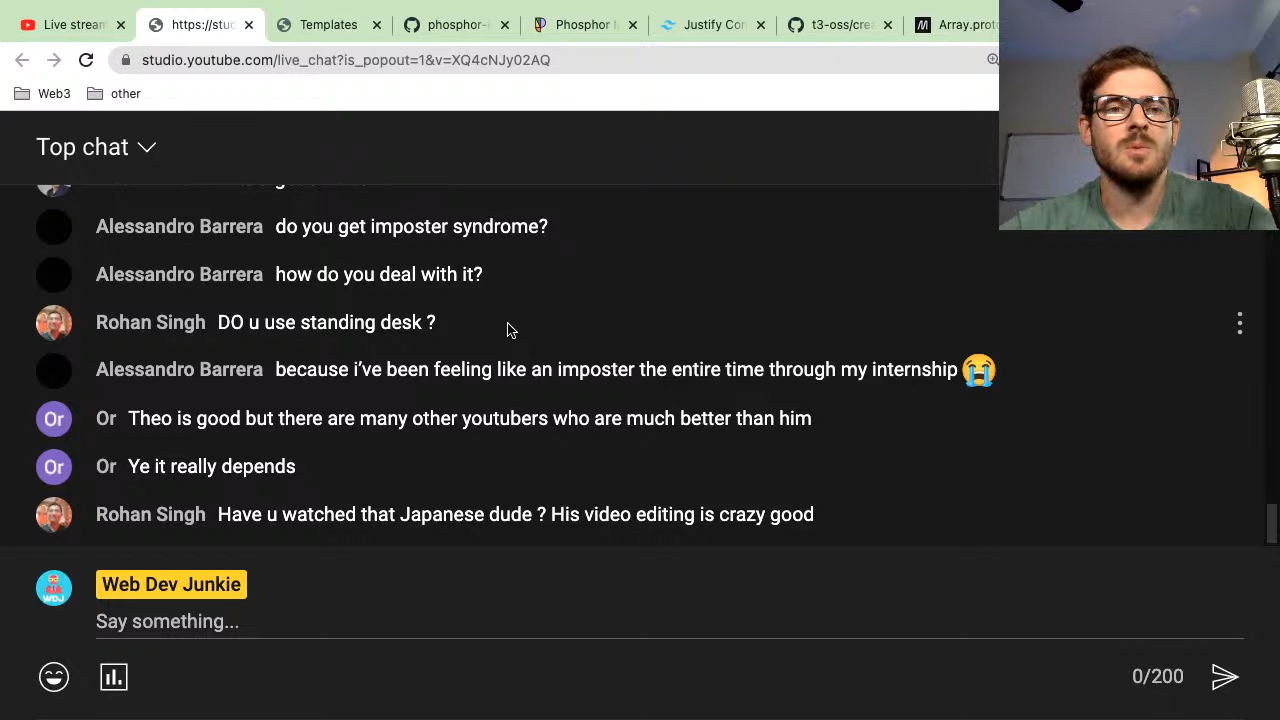 Live stream
https://stud
Templates
phosphor-i
Phosphor I
Justify Con
t3-oss/crea
Array.proto
studio.youtube.com/live_chat?is_popout=1&v=XQ4cNJy02AQ
Web3
other
Top chat
Alessandro Barrera do you get imposter syndrome?
Alessandro Barrera how do you deal with it?
Rohan Singh DO u use standing desk ?
Alessandro Barrera because i’ve been feeling like an imposter the entire time through my internship
Or Or Theo is good but there are many other youtubers who are much better than him
Or Or Ye it really depends
Rohan Singh Have u watched that Japanese dude ? His video editing is crazy good
WDJ Web Dev Junkie
Say something...
0/200